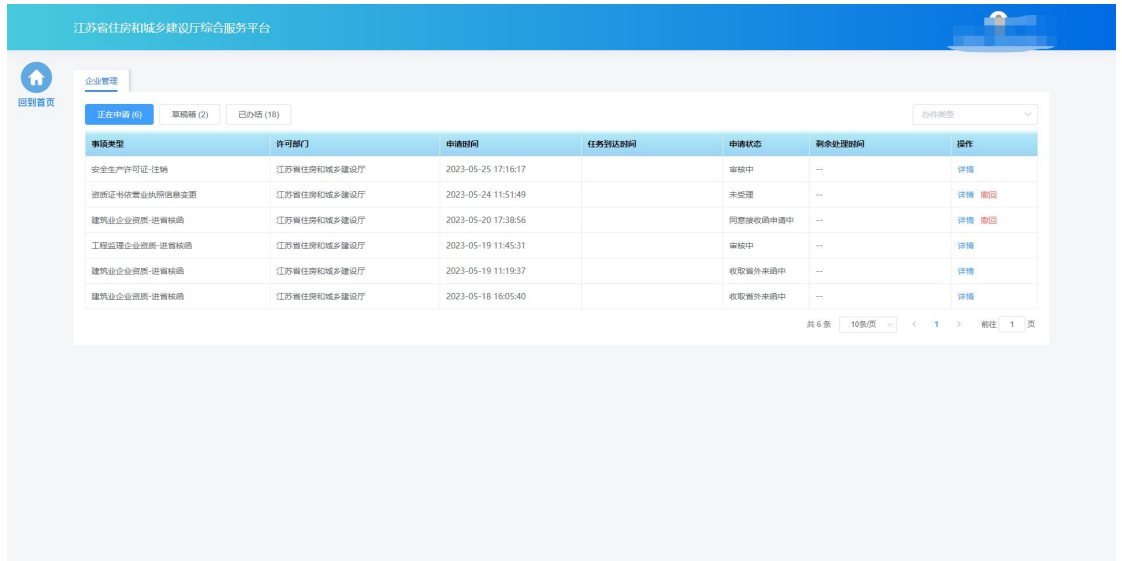 江苏省住房和城乡建设厅综合服务平台
回到首页
企业管理
正在申请 (6) 草稿箱 (2) 已办结 (18) 办件类型
事项类型 许可部门 申请时间 任务到达时间 申请状态 剩余处理时间 操作
安全生产许可证-注销 江苏省住房和城乡建设厅 2023-05-25 17:16:17 审核中 -- 详情
资质证书依营业执照信息变更 江苏省住房和城乡建设厅 2023-05-24 11:51:49 未受理 -- 详情 撤回
建筑业企业资质-进省核函 江苏省住房和城乡建设厅 2023-05-20 17:38:56 同意接收函申请中 -- 详情 撤回
工程监理企业资质-进省核函 江苏省住房和城乡建设厅 2023-05-19 11:45:31 审核中 -- 详情
建筑业企业资质-进省核函 江苏省住房和城乡建设厅 2023-05-19 11:19:37 收取省外来函中 -- 详情
建筑业企业资质-进省核函 江苏省住房和城乡建设厅 2023-05-18 16:05:40 收取省外来函中 -- 详情
共 6 条 10条/页 < 1 > 前往 1 页